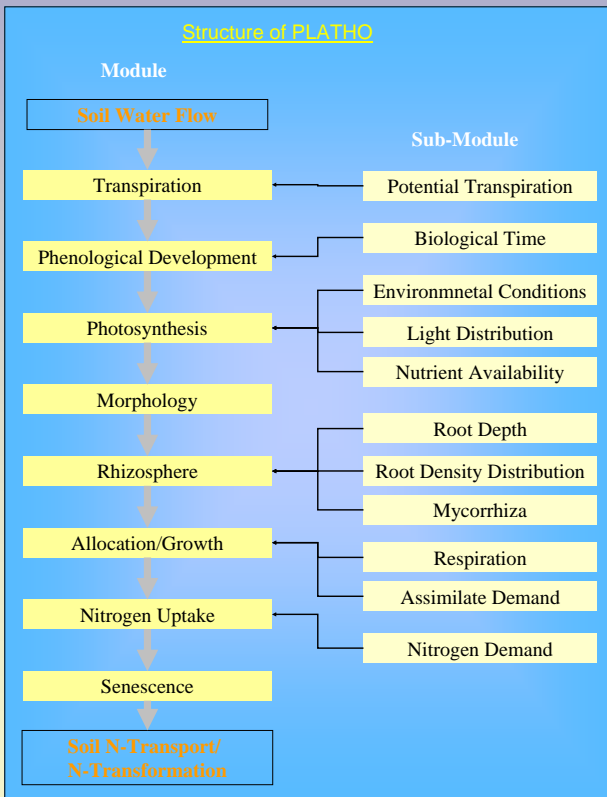 Structure of PLATHO
Module
Soil Water Flow
Sub-Module
Transpiration
Potential Transpiration
Phenological Development
Biological Time
Environmnetal Conditions
Photosynthesis
Light Distribution
Nutrient Availability
Morphology
Root Depth
Rhizosphere
Root Density Distribution
Mycorrhiza
Allocation/Growth
Respiration
Assimilate Demand
Nitrogen Uptake
Nitrogen Demand
Senescence
Soil N-Transport/
N-Transformation